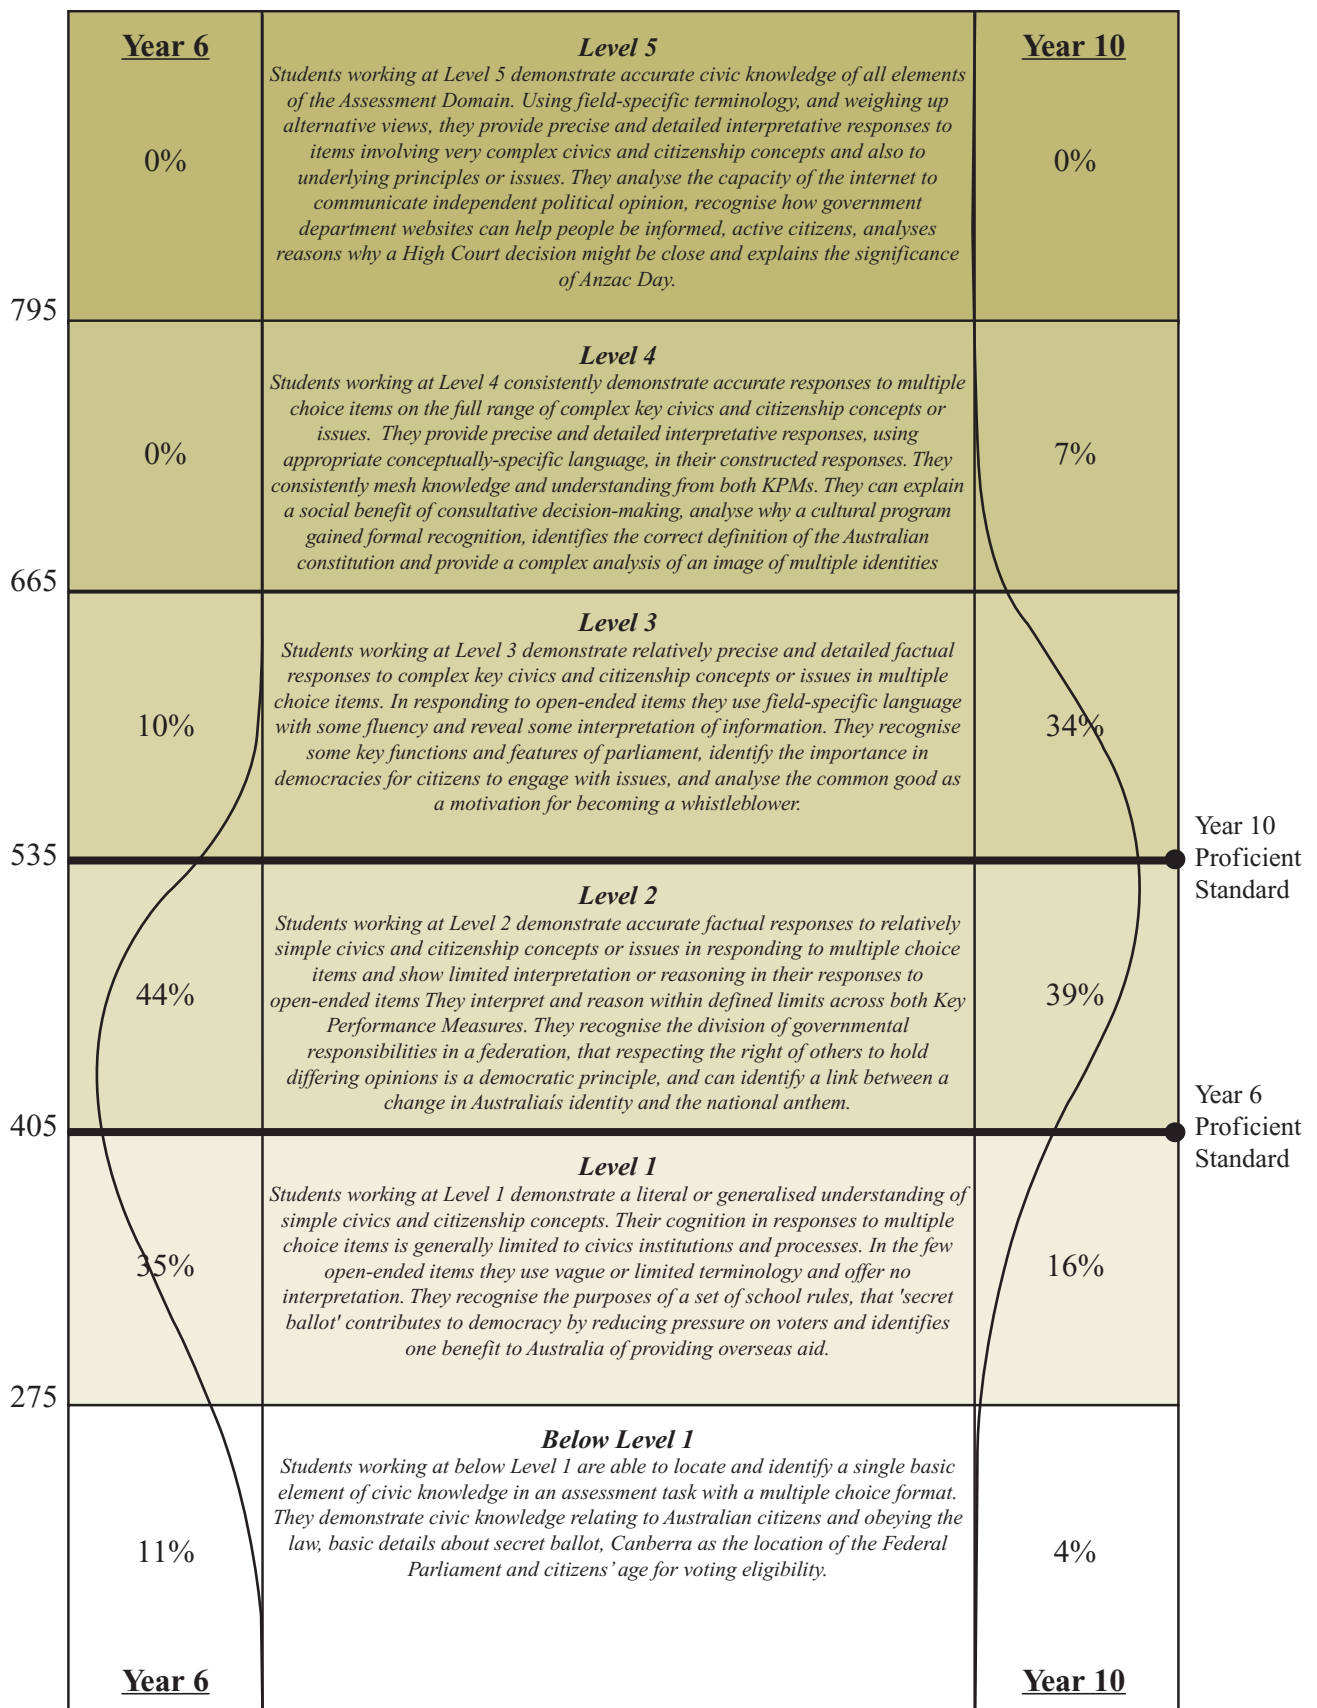 Year 6
Level 5
Year 10
Students working at Level 5 demonstrate accurate civic knowledge of all elements
of the Assessment Domain. Using field-specific terminology, and weighing up
alternative views, they provide precise and detailed interpretative responses to
items involving very complex civics and citizenship concepts and also to
underlying principles or issues. They analyse the capacity of the internet to
communicate independent political opinion, recognise how government
department websites can help people be informed, active citizens, analyses
reasons why a High Court decision might be close and explains the significance
of Anzac Day.
0%
0%
795
Level 4
Students working at Level 4 consistently demonstrate accurate responses to multiple
choice items on the full range of complex key civics and citizenship concepts or
issues. They provide precise and detailed interpretative responses, using
appropriate conceptually-specific language, in their constructed responses. They
consistently mesh knowledge and understanding from both KPMs. They can explain
a social benefit of consultative decision-making, analyse why a cultural program
gained formal recognition, identifies the correct definition of the Australian
constitution and provide a complex analysis of an image of multiple identities
0%
7%
665
Level 3
Students working at Level 3 demonstrate relatively precise and detailed factual
responses to complex key civics and citizenship concepts or issues in multiple
choice items. In responding to open-ended items they use field-specific language
with some fluency and reveal some interpretation of information. They recognise
some key functions and features of parliament, identify the importance in
democracies for citizens to engage with issues, and analyse the common good as
a motivation for becoming a whistleblower.
10%
34%
535
Year 10
Proficient
Standard
Level 2
Students working at Level 2 demonstrate accurate factual responses to relatively
simple civics and citizenship concepts or issues in responding to multiple choice
items and show limited interpretation or reasoning in their responses to
open-ended items They interpret and reason within defined limits across both Key
Performance Measures. They recognise the division of governmental
responsibilities in a federation, that respecting the right of others to hold
differing opinions is a democratic principle, and can identify a link between a
change in Australiaís identity and the national anthem.
44%
39%
405
Year 6
Proficient
Standard
Level 1
Students working at Level 1 demonstrate a literal or generalised understanding of
simple civics and citizenship concepts. Their cognition in responses to multiple
choice items is generally limited to civics institutions and processes. In the few
open-ended items they use vague or limited terminology and offer no
interpretation. They recognise the purposes of a set of school rules, that 'secret
ballot' contributes to democracy by reducing pressure on voters and identifies
one benefit to Australia of providing overseas aid.
35%
16%
275
Below Level 1
Students working at below Level 1 are able to locate and identify a single basic
element of civic knowledge in an assessment task with a multiple choice format.
They demonstrate civic knowledge relating to Australian citizens and obeying the
law, basic details about secret ballot, Canberra as the location of the Federal
Parliament and citizens’ age for voting eligibility.
11%
4%
Year 6
Year 10